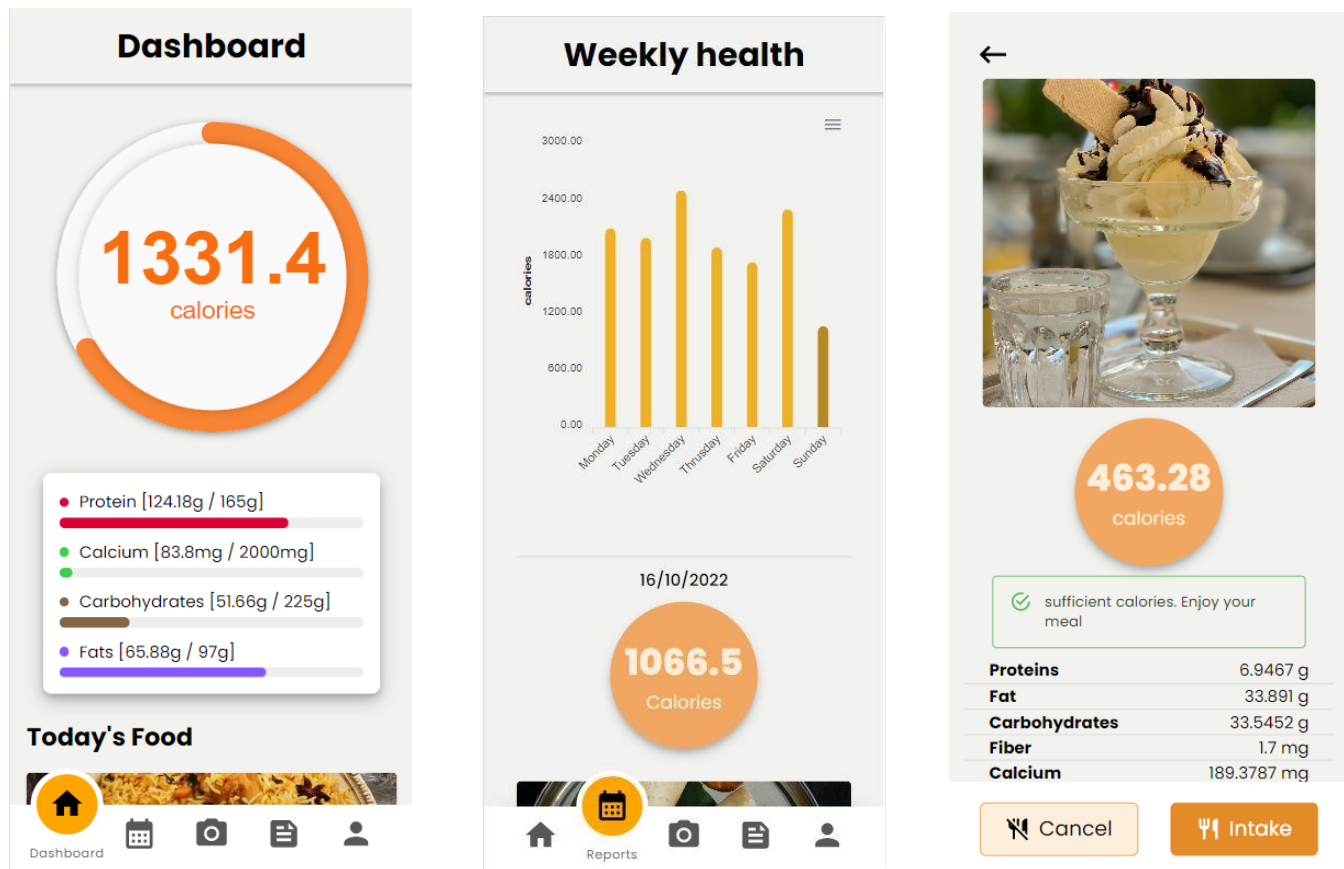 Dashboard
1331.4
calories
Protein [124.18g / 165g]
Calcium [83.8mg / 2000mg]
Carbohydrates [51.66g / 225g]
Fats [65.88g / 97g]
Today's Food
Dashboard
Weekly health
3000.00
2400.00
1800.00
1200.00
600.00
0.00
calories
Monday
Tuesday
Wednesday
Thrusday
Friday
Saturday
Sunday
16/10/2022
1066.5
Calories
Reports
463.28
calories
sufficient calories. Enjoy your
meal
Proteins 6.9467 g
Fat 33.891 g
Carbohydrates 33.5452 g
Fiber 1.7 mg
Calcium 189.3787 mg
Cancel
Intake